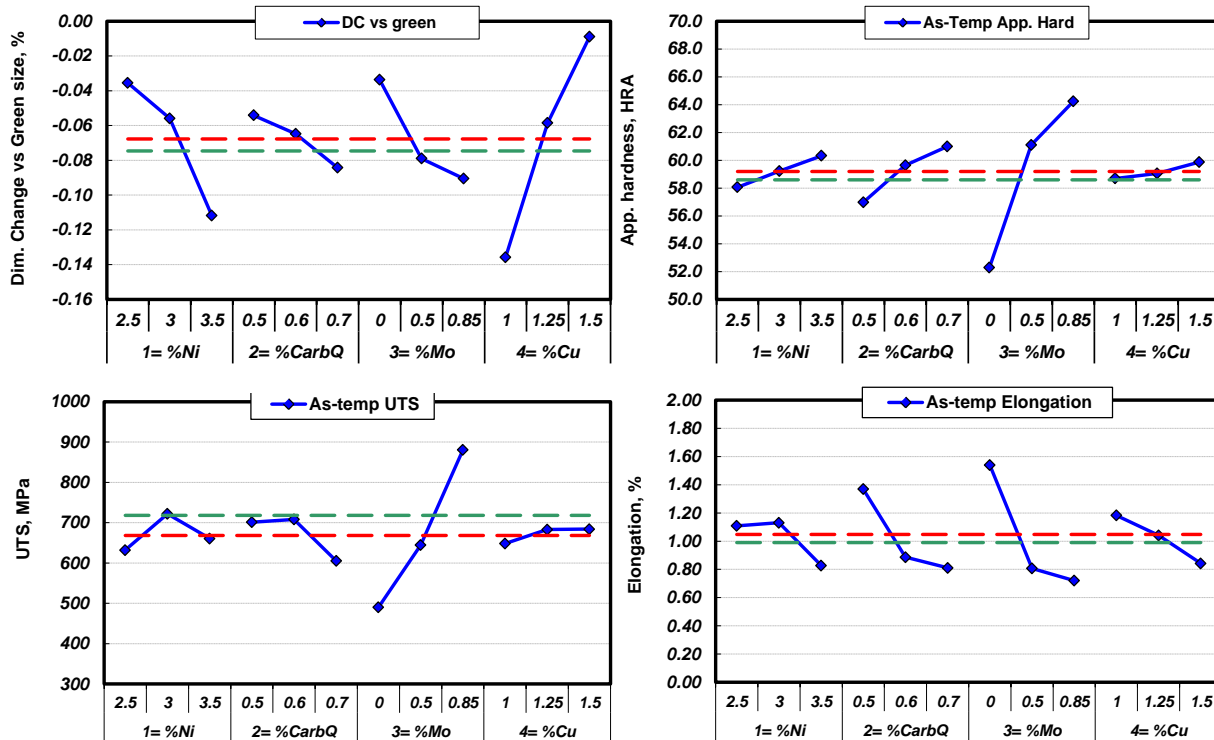 DC vs green
Dim. Change vs Green size, %
0.00
-0.02
-0.04
-0.06
-0.08
-0.10
-0.12
-0.14
-0.16
2.5 3 3.5 0.5 0.6 0.7 0 0.5 0.85 1 1.25 1.5
1= %Ni 2= %CarbQ 3= %Mo 4= %Cu
As-Temp App. Hard
App. hardness, HRA
70.0
68.0
66.0
64.0
62.0
60.0
58.0
56.0
54.0
52.0
50.0
2.5 3 3.5 0.5 0.6 0.7 0 0.5 0.85 1 1.25 1.5
1= %Ni 2= %CarbQ 3= %Mo 4= %Cu
As-temp UTS
UTS, MPa
1000
900
800
700
600
500
400
300
2.5 3 3.5 0.5 0.6 0.7 0 0.5 0.85 1 1.25 1.5
1= %Ni 2= %CarbQ 3= %Mo 4= %Cu
As-temp Elongation
Elongation, %
2.00
1.80
1.60
1.40
1.20
1.00
0.80
0.60
0.40
0.20
0.00
2.5 3 3.5 0.5 0.6 0.7 0 0.5 0.85 1 1.25 1.5
1= %Ni 2= %CarbQ 3= %Mo 4= %Cu